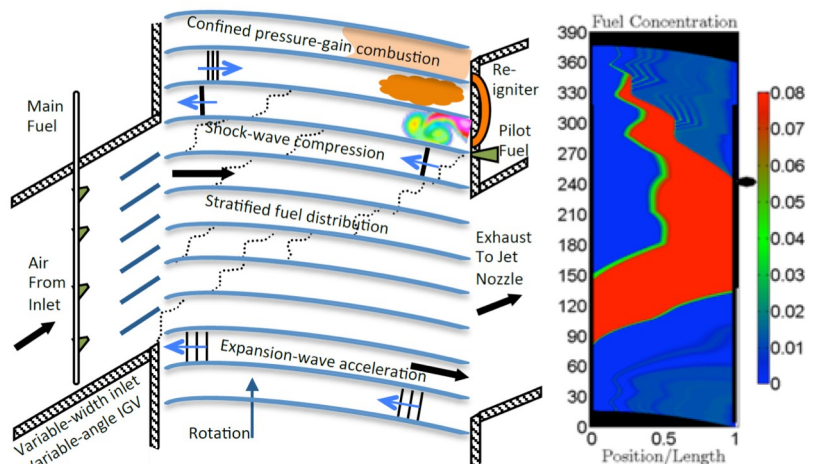 Confined pressure-gain combustion
Re-
igniter
Main
Fuel
Shock-wave compression
Pilot
Fuel
Stratified fuel distribution
Air
From
Inlet
Exhaust
To Jet
Nozzle
Expansion-wave acceleration
Variable-width inlet
Variable-angle IGV
Rotation
Fuel Concentration
390
360
330
300
270
240
210
180
150
120
90
60
30
0
0
0.5
1
Position/Length
0.08
0.07
0.06
0.05
0.04
0.03
0.02
0.01
0